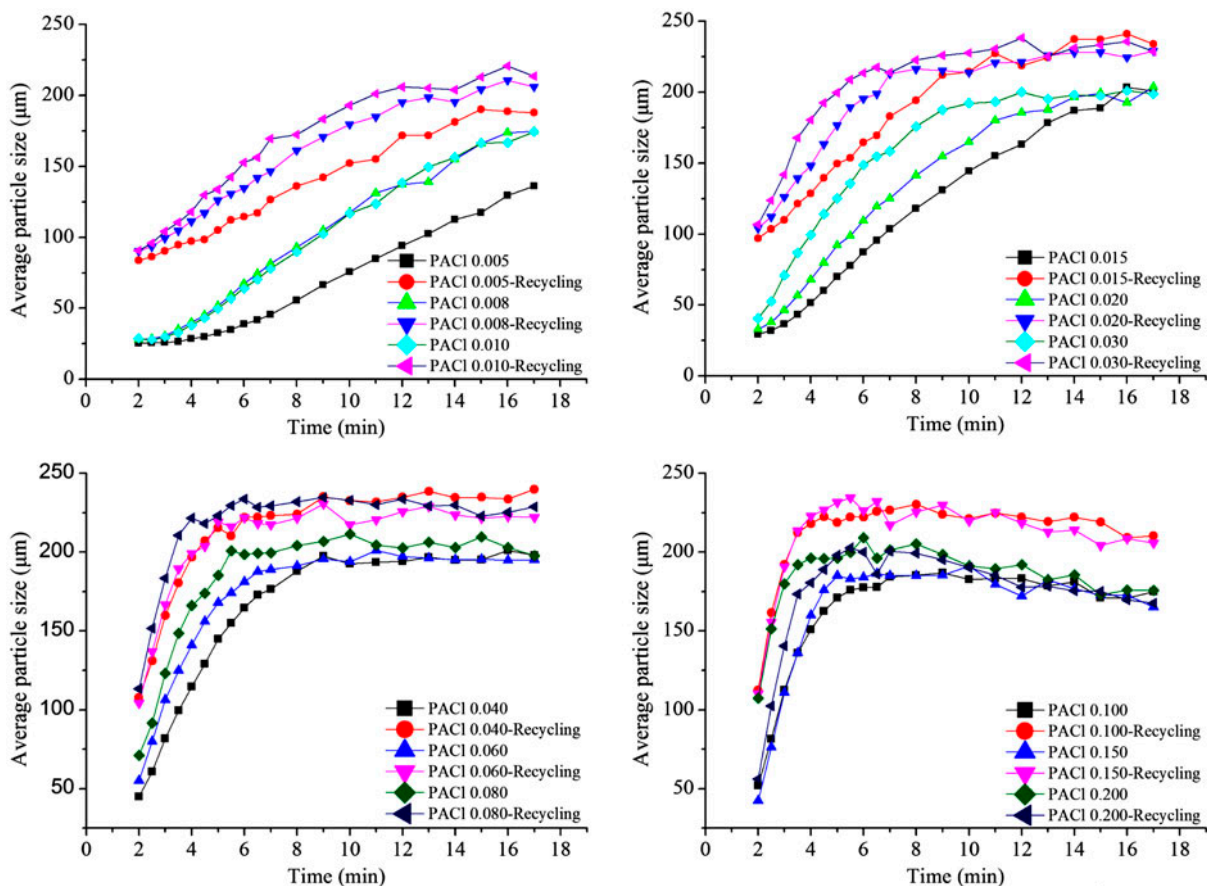 250
200
150
100
50
0
Average particle size (μm)
PACl 0.005
PACl 0.005-Recycling
PACl 0.008
PACl 0.008-Recycling
PACl 0.010
PACl 0.010-Recycling
0 2 4 6 8 10 12 14 16 18
Time (min)
250
200
150
100
50
0
Average particle size (μm)
PACl 0.015
PACl 0.015-Recycling
PACl 0.020
PACl 0.020-Recycling
PACl 0.030
PACl 0.030-Recycling
0 2 4 6 8 10 12 14 16 18
Time (min)
250
200
150
100
50
Average particle size (μm)
PACl 0.040
PACl 0.040-Recycling
PACl 0.060
PACl 0.060-Recycling
PACl 0.080
PACl 0.080-Recycling
0 2 4 6 8 10 12 14 16 18
Time (min)
250
200
150
100
50
Average particle size (μm)
PACl 0.100
PACl 0.100-Recycling
PACl 0.150
PACl 0.150-Recycling
PACl 0.200
PACl 0.200-Recycling
0 2 4 6 8 10 12 14 16 18
Time (min)